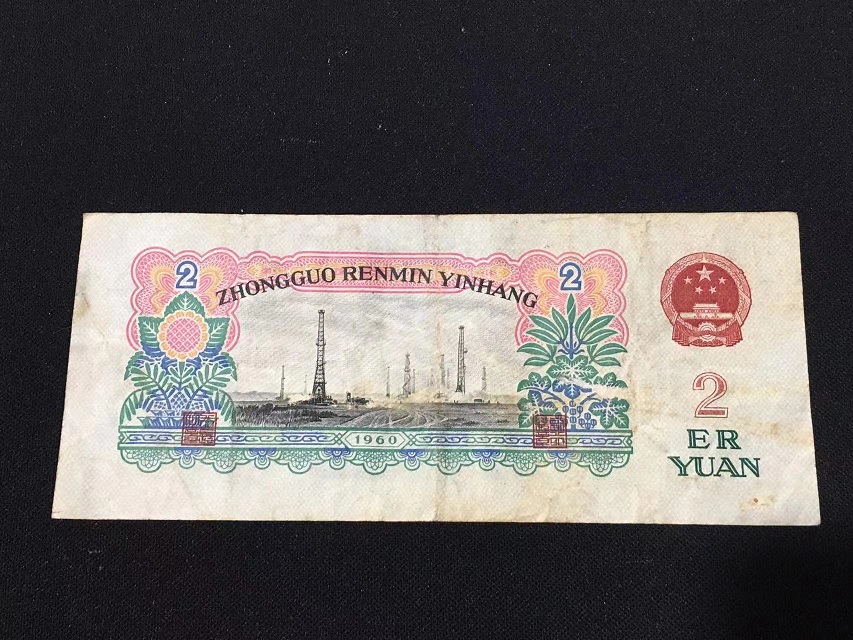 2
2
ZHONGGUO RENMIN YINHANG
1960
2
ER
YUAN